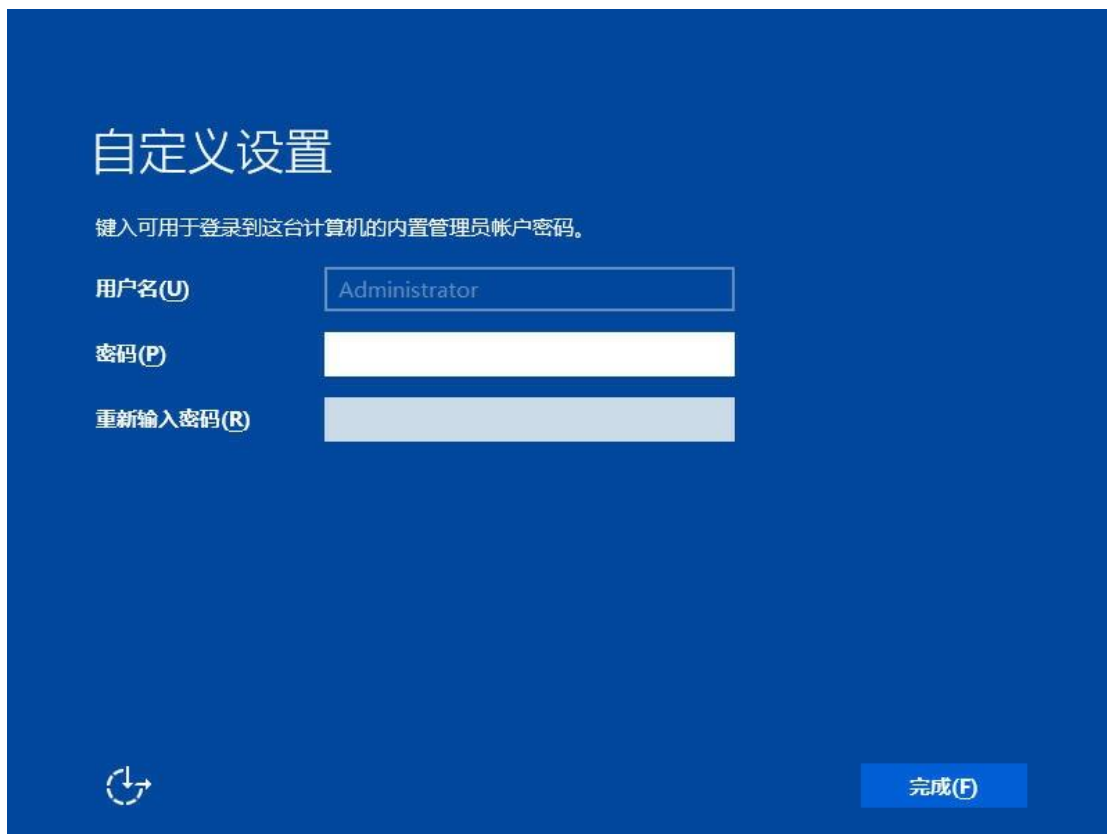 自定义设置
键入可用于登录到这台计算机的内置管理员帐户密码。
用户名(U)
Administrator
密码(P)
重新输入密码(R)
完成(F)